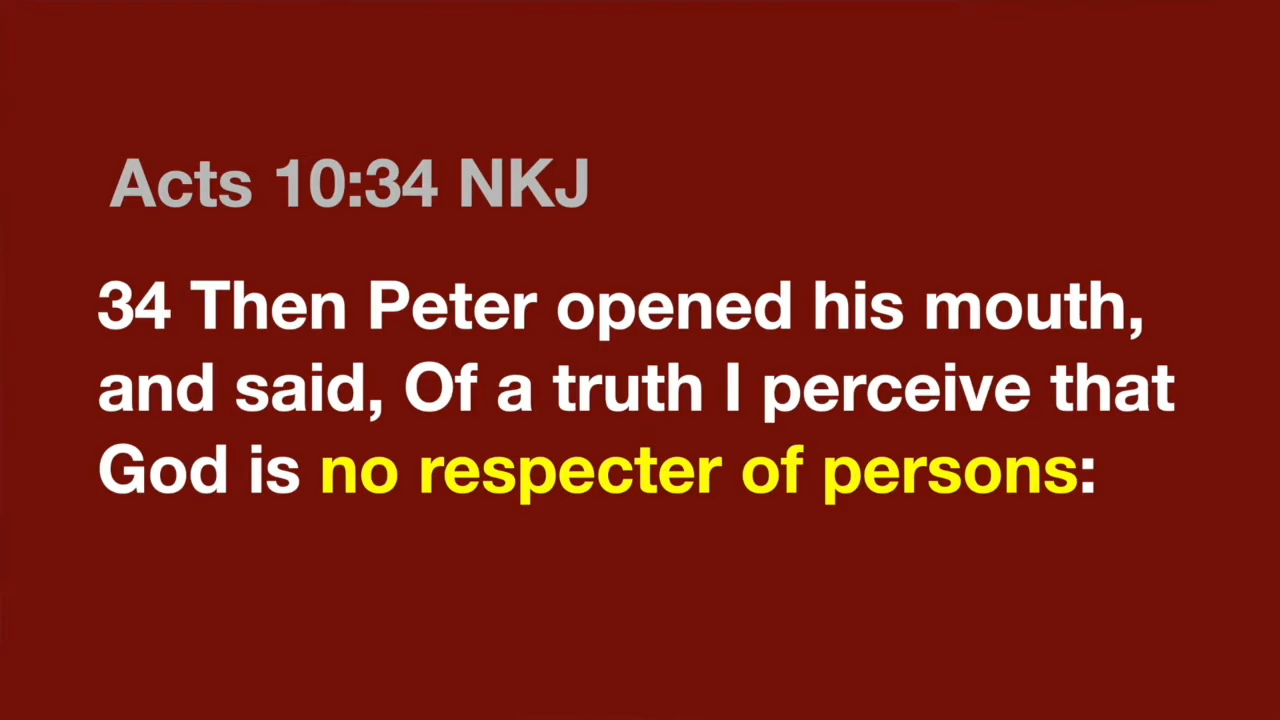 Acts 10:34 NKJ
34 Then Peter opened his mouth,
and said, Of a truth I perceive that
God is no respecter of persons: